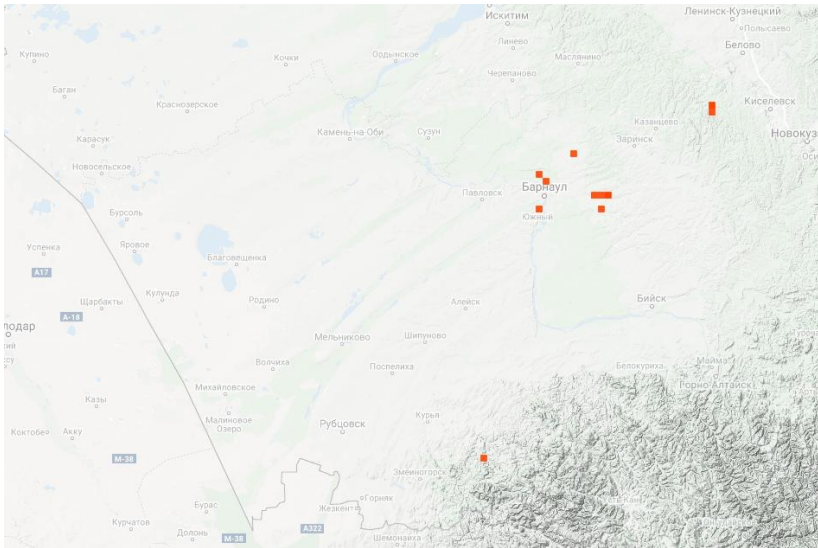 Искитим
Ленинск-Кузнецкий
Полысаево
Белово
Линёво
Купино
Кочки
Ордынское
Маслянино
Черепаново
Баган
Краснозерское
Киселевск
Казанцево
Камень-на-Оби
Сузун
Новокуз
Карасук
Заринск
Новосельское
Барнаул
Павловск
Бурсоль
Южный
Успенка
Яровое
Благовещенка
А17
Кулунда
Щарбакты
Родино
Алейск
Бийск
А-18
лодар
Мельниково
Шипуново
Волчиха
Поспелиха
Белокуриха
Майма
Горно-Алтайск
Михайловское
Казы
Малиновое
Озеро
Рубцовск
Курья
Коктобе
Акку
М-38
Змеиногорск
Горняк
Бурас
Жезкент
Курчатов
А322
Долонь
М-38
Шемонаиха